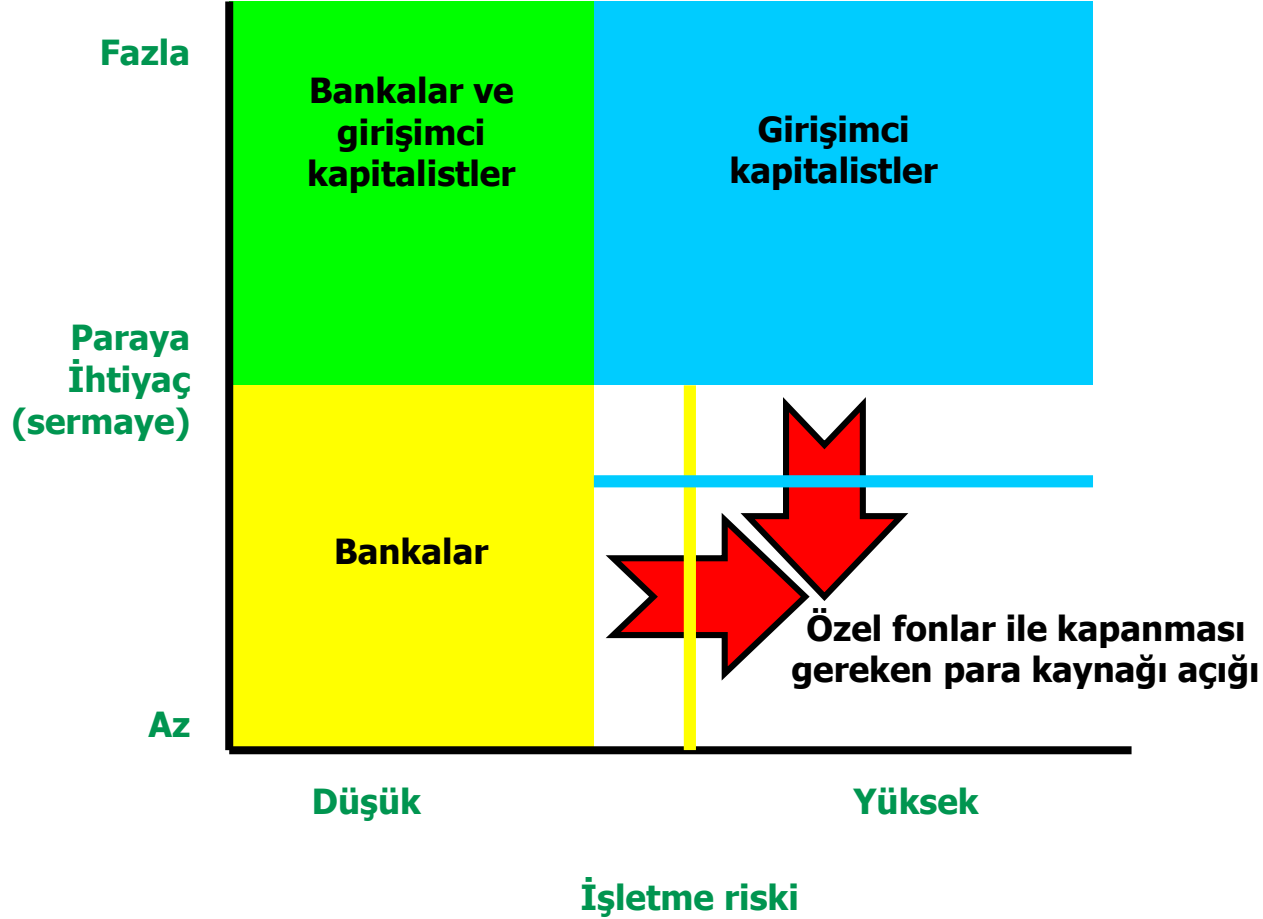 Fazla
Bankalar ve
girişimci
kapitalistler
Girişimci
kapitalistler
Paraya
İhtiyaç
(sermaye)
Bankalar
Özel fonlar ile kapanması
gereken para kaynağı açığı
Az
Düşük
Yüksek
İşletme riski